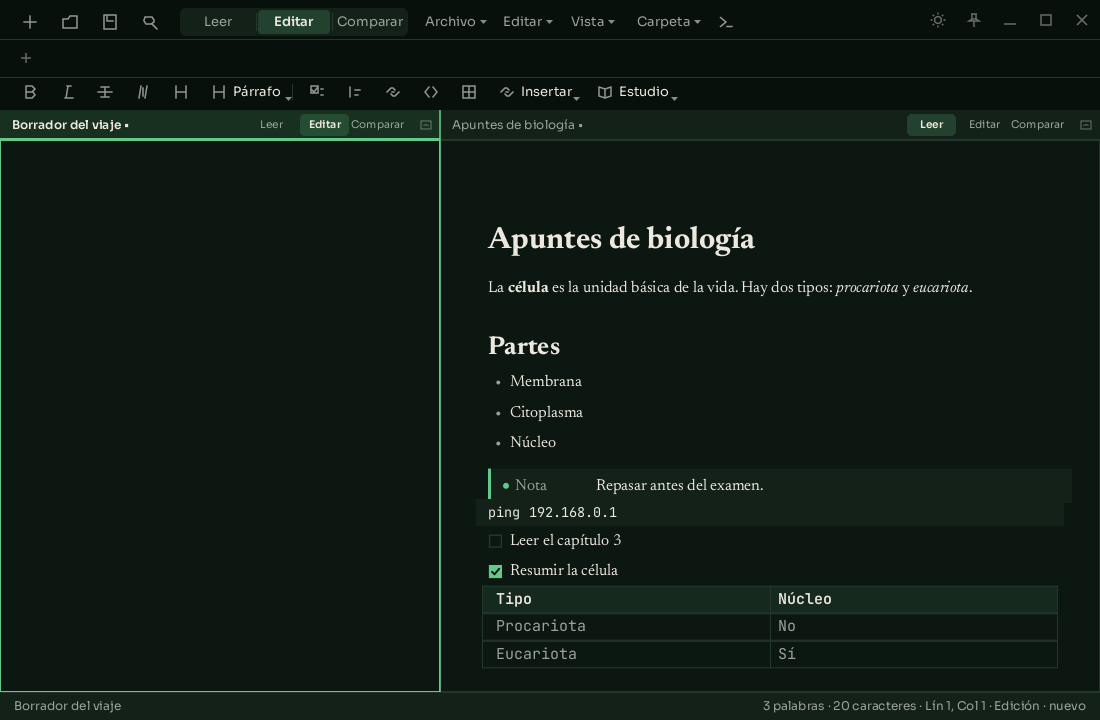 Leer Editar Comparar Archivo Editar Vista Carpeta
Párrafo Insertar Estudio
Borrador del viaje • Leer Editar Comparar
Apuntes de biología • Leer Editar Comparar
Apuntes de biología
La célula es la unidad básica de la vida. Hay dos tipos: procariota y eucariota.
Partes
• Membrana
• Citoplasma
• Núcleo
• Nota Repasar antes del examen.
ping 192.168.0.1
Leer el capítulo 3
Resumir la célula
Tipo Núcleo
Procariota No
Eucariota Sí
Borrador del viaje 3 palabras · 20 caracteres · Lín 1, Col 1 · Edición · nuevo